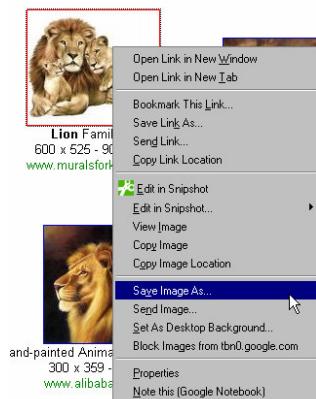 Open Link in New Window
Open Link in New Tab
Bookmark This Link...
Save Link As...
Send Link...
Copy Link Location
Edit in Snipshot
Edit in Snipshot...
View Image
Copy Image
Copy Image Location
Save Image As...
Send Image...
Set As Desktop Background...
Block Images from tbn0.google.com
Properties
Note this (Google Notebook)
Lion Famil
600 x 525 - 90
www.muralsfork
and-painted Anima
300 x 359 -
www.alibaba